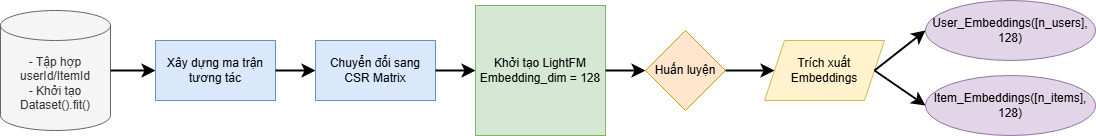 - Tập hợp
userId/ItemId
- Khởi tạo
Dataset().fit()
Xây dựng ma trận
tương tác
Chuyển đổi sang
CSR Matrix
Khởi tạo LightFM
Embedding_dim = 128
Huấn luyện
Trích xuất
Embeddings
User_Embeddings([n_users],
128)
Item_Embeddings([n_items],
128)